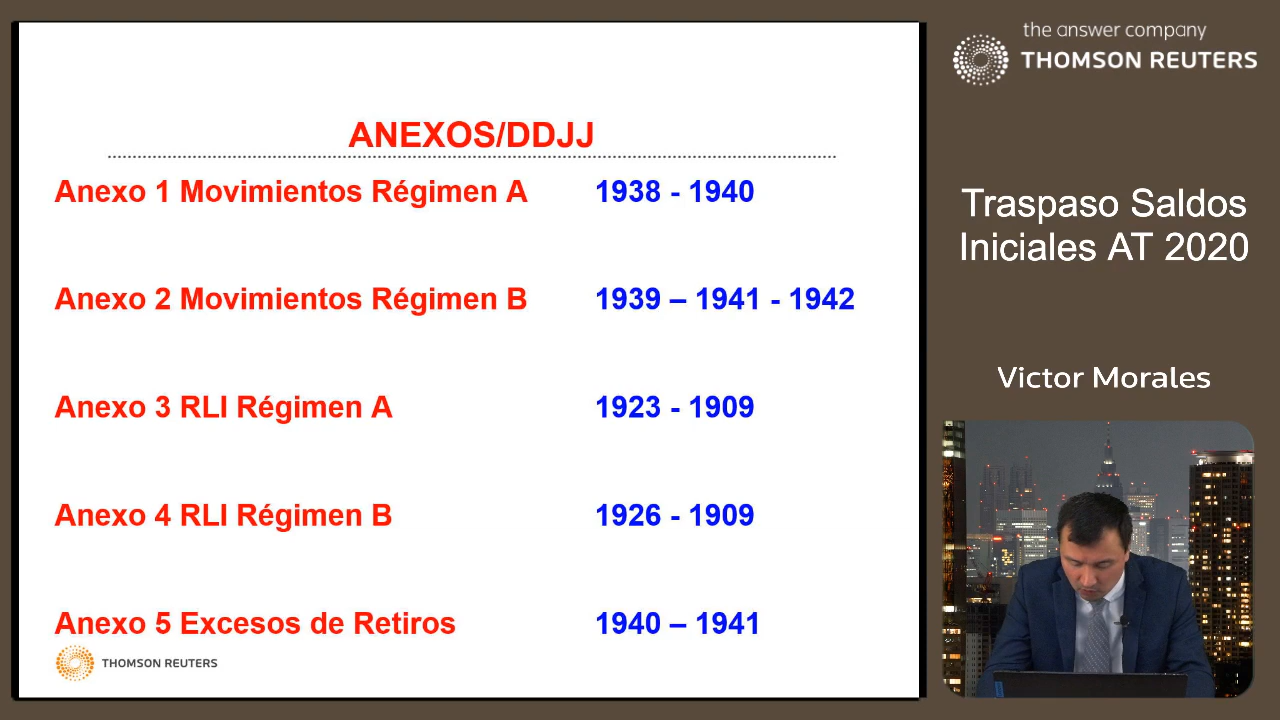 ANEXOS/DDJJ
Anexo 1 Movimientos Régimen A 1938 - 1940
Anexo 2 Movimientos Régimen B 1939 – 1941 - 1942
Anexo 3 RLI Régimen A 1923 - 1909
Anexo 4 RLI Régimen B 1926 - 1909
Anexo 5 Excesos de Retiros 1940 – 1941
THOMSON REUTERS
the answer company
THOMSON REUTERS
Traspaso Saldos
Iniciales AT 2020
Victor Morales